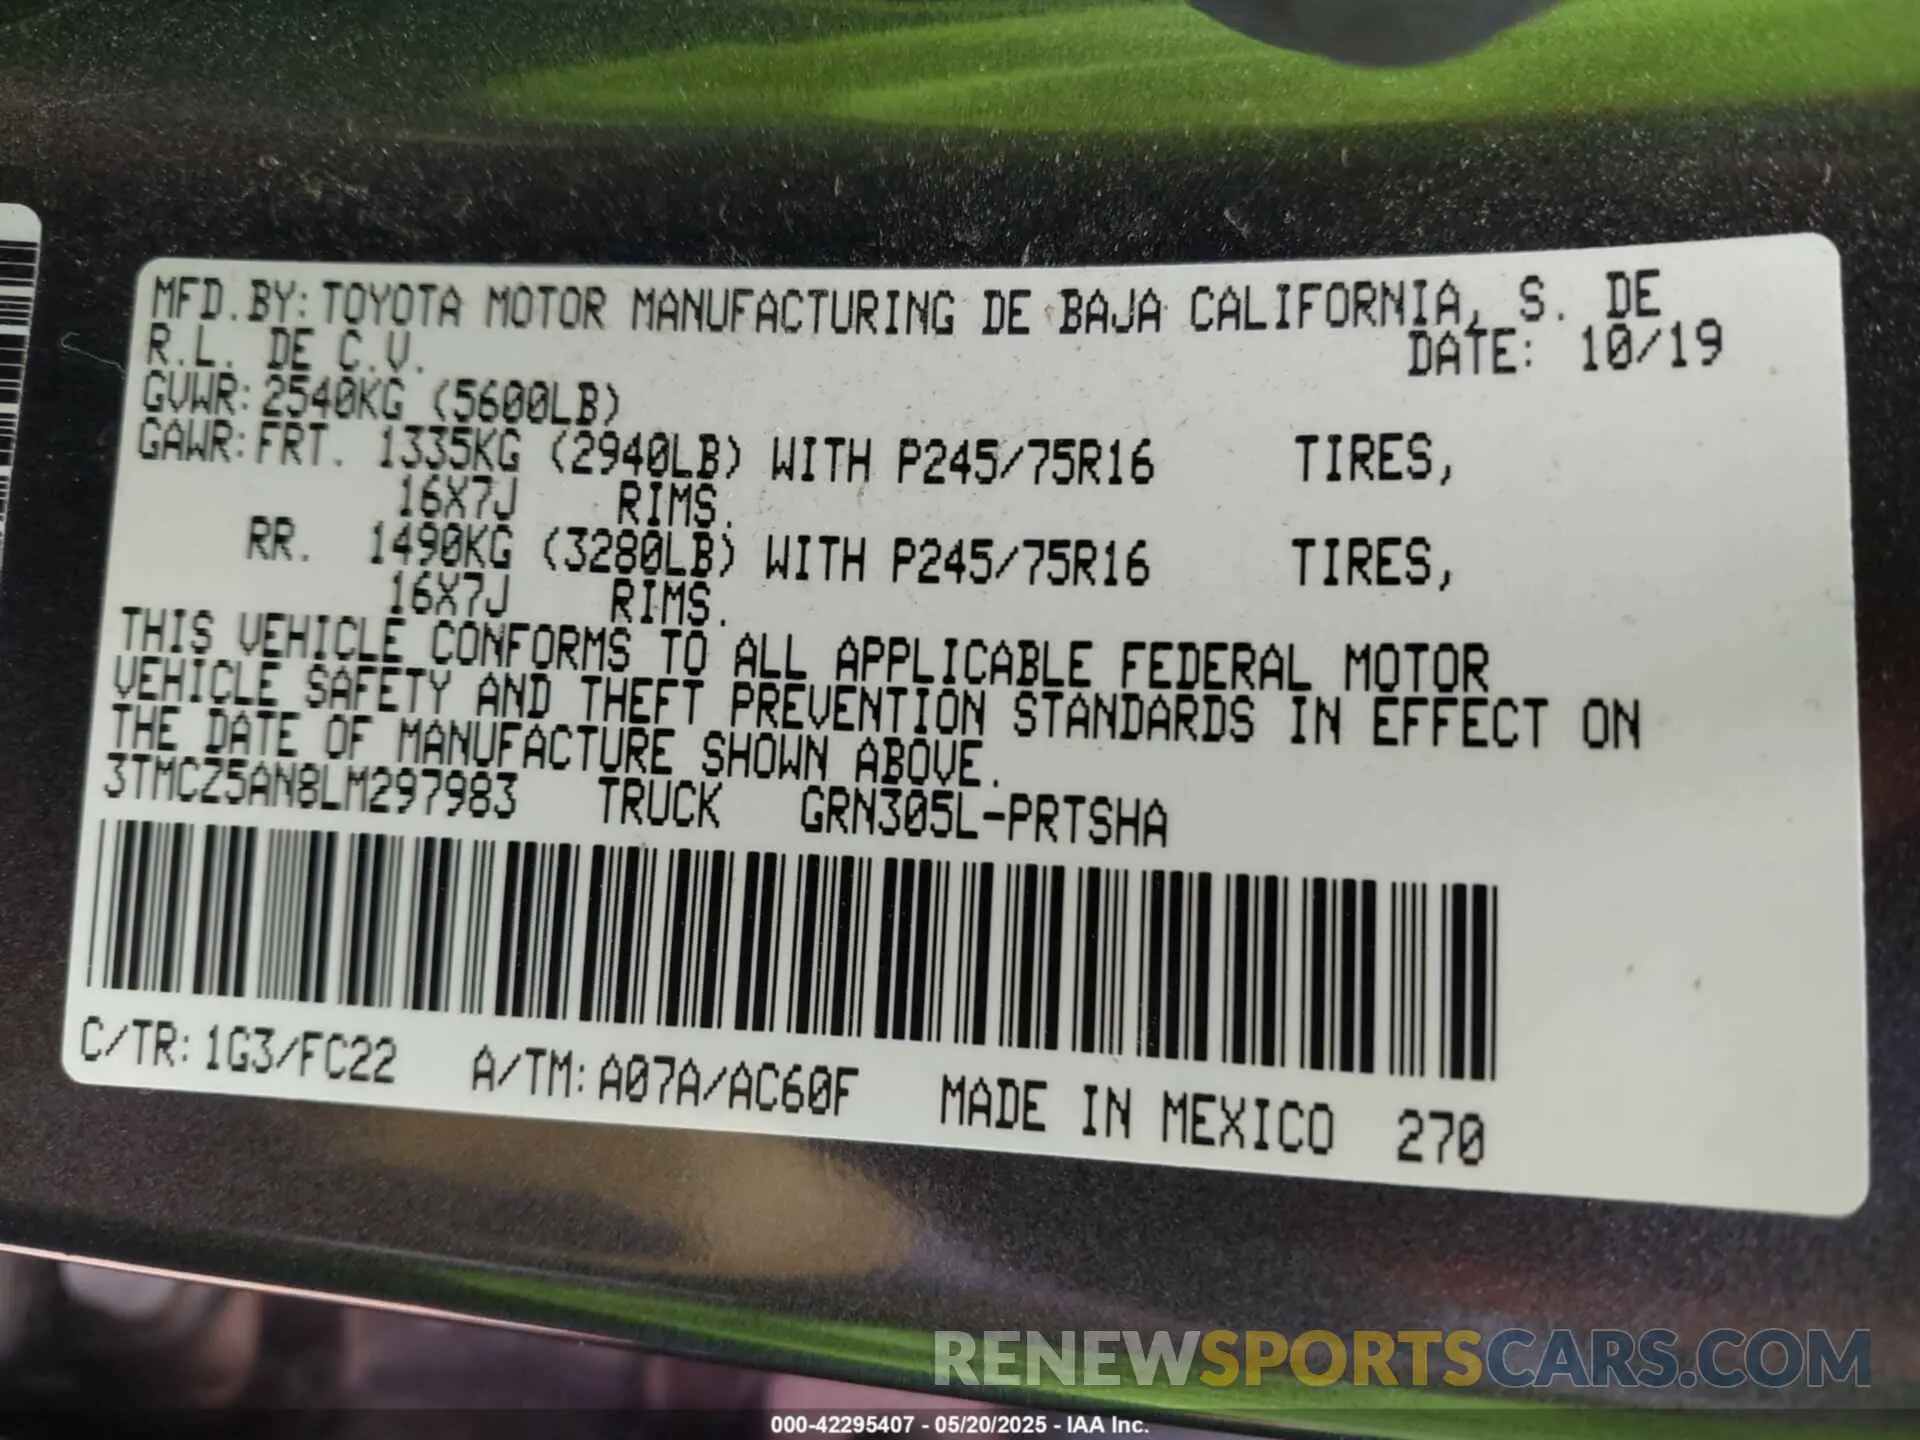 MFD.BY: TOYOTA MOTOR MANUFACTURING DE BAJA CALIFORNIA, S. DE
R.L. DE C.V.
DATE: 10/19
GVWR: 2540KG (5600LB)
GAWR: FRT. 1335KG (2940LB) WITH P245/75R16 TIRES,
16X7J RIMS.
RR. 1490KG (3280LB) WITH P245/75R16 TIRES,
16X7J RIMS.
THIS VEHICLE CONFORMS TO ALL APPLICABLE FEDERAL MOTOR
VEHICLE SAFETY AND THEFT PREVENTION STANDARDS IN EFFECT ON
THE DATE OF MANUFACTURE SHOWN ABOVE.
3TMCZ5AN8LM297983 TRUCK GRN305L-PRTSHA
C/TR: 1G3/FC22 A/TM: A07A/AC60F MADE IN MEXICO 270
RENEWSPORTSCARS.COM
000-42295407 - 05/20/2025 - IAA Inc.